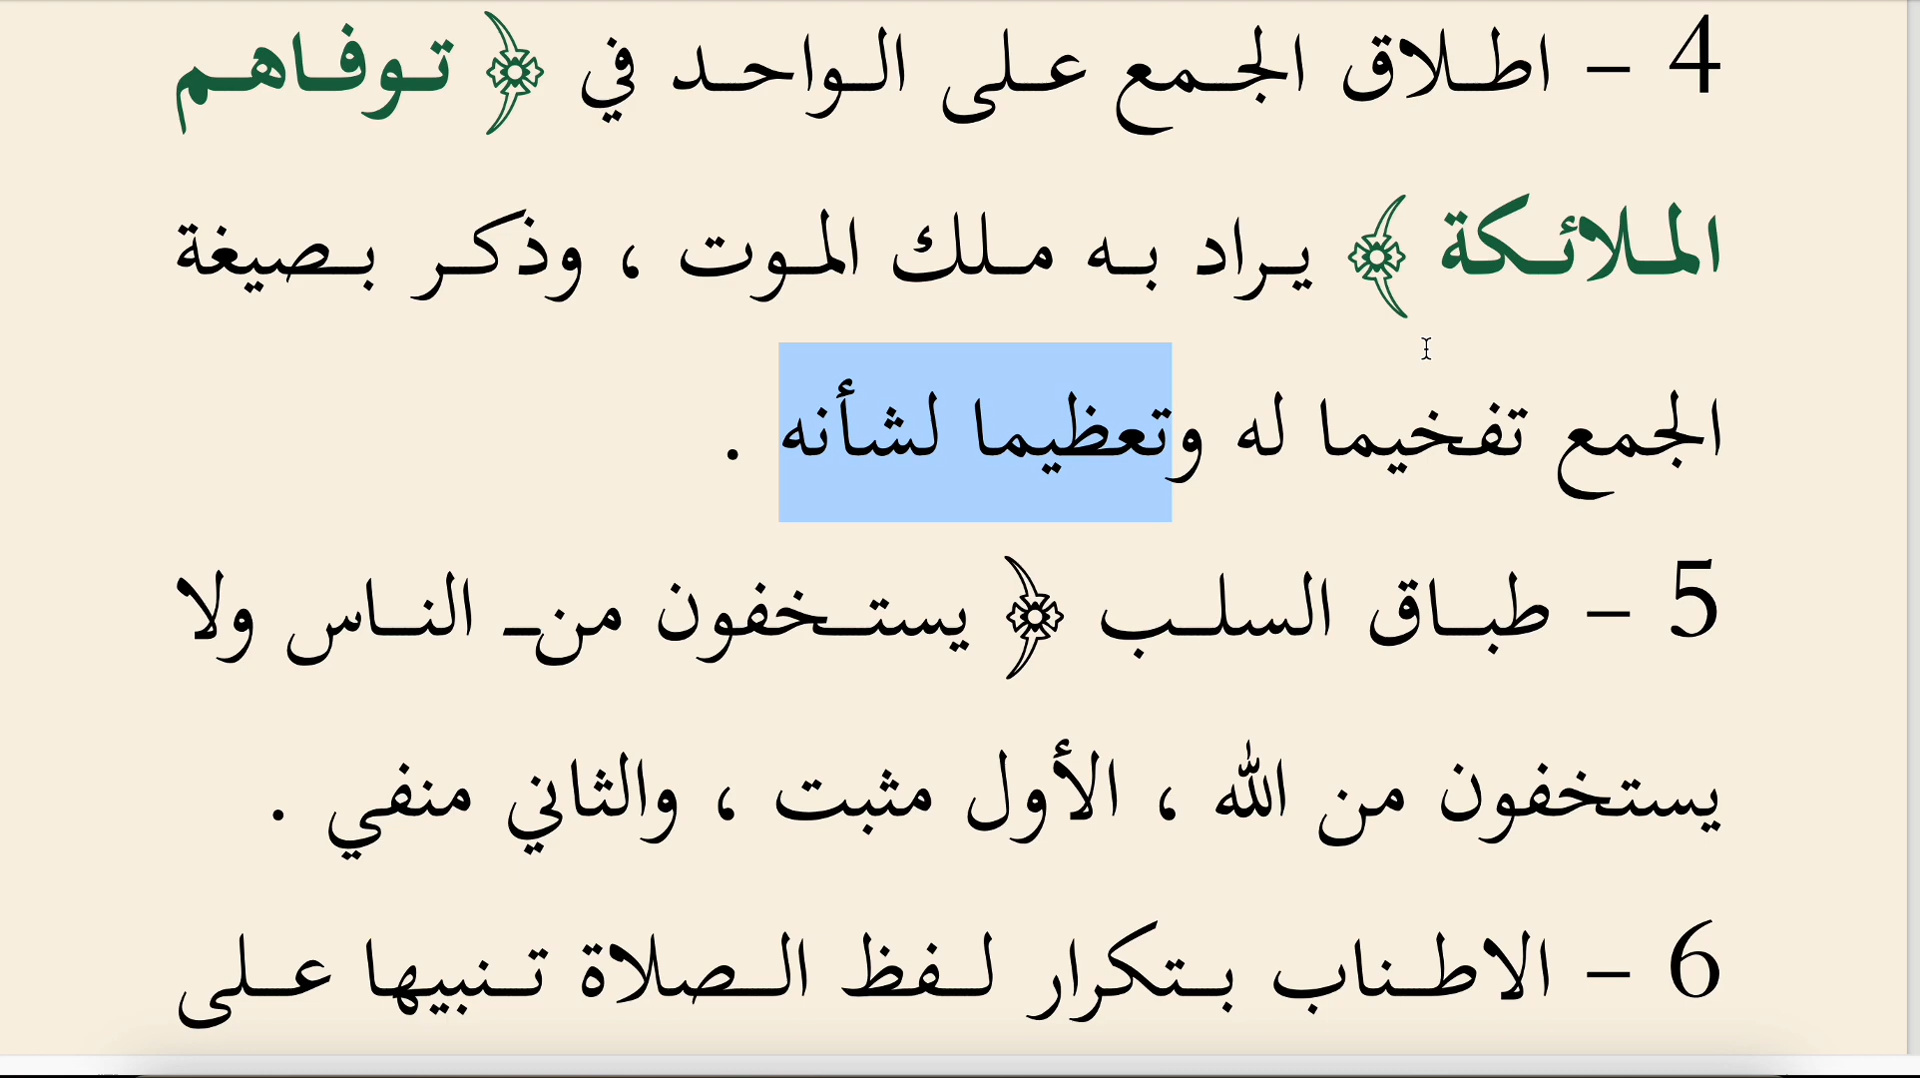 4 – اطلاق الجمع على الواحد في ﴿ توفاهم
الملائكة ﴾ يراد به ملك الموت ، وذكر بصيغة
الجمع تفخيما له وتعظيما لشأنه .
5 – طباق السلب ﴿ يستخفون من الناس ولا
يستخفون من الله ، الأول مثبت ، والثاني منفي .
6 – الاطناب بتكرار لفظ الصلاة تنبيها على